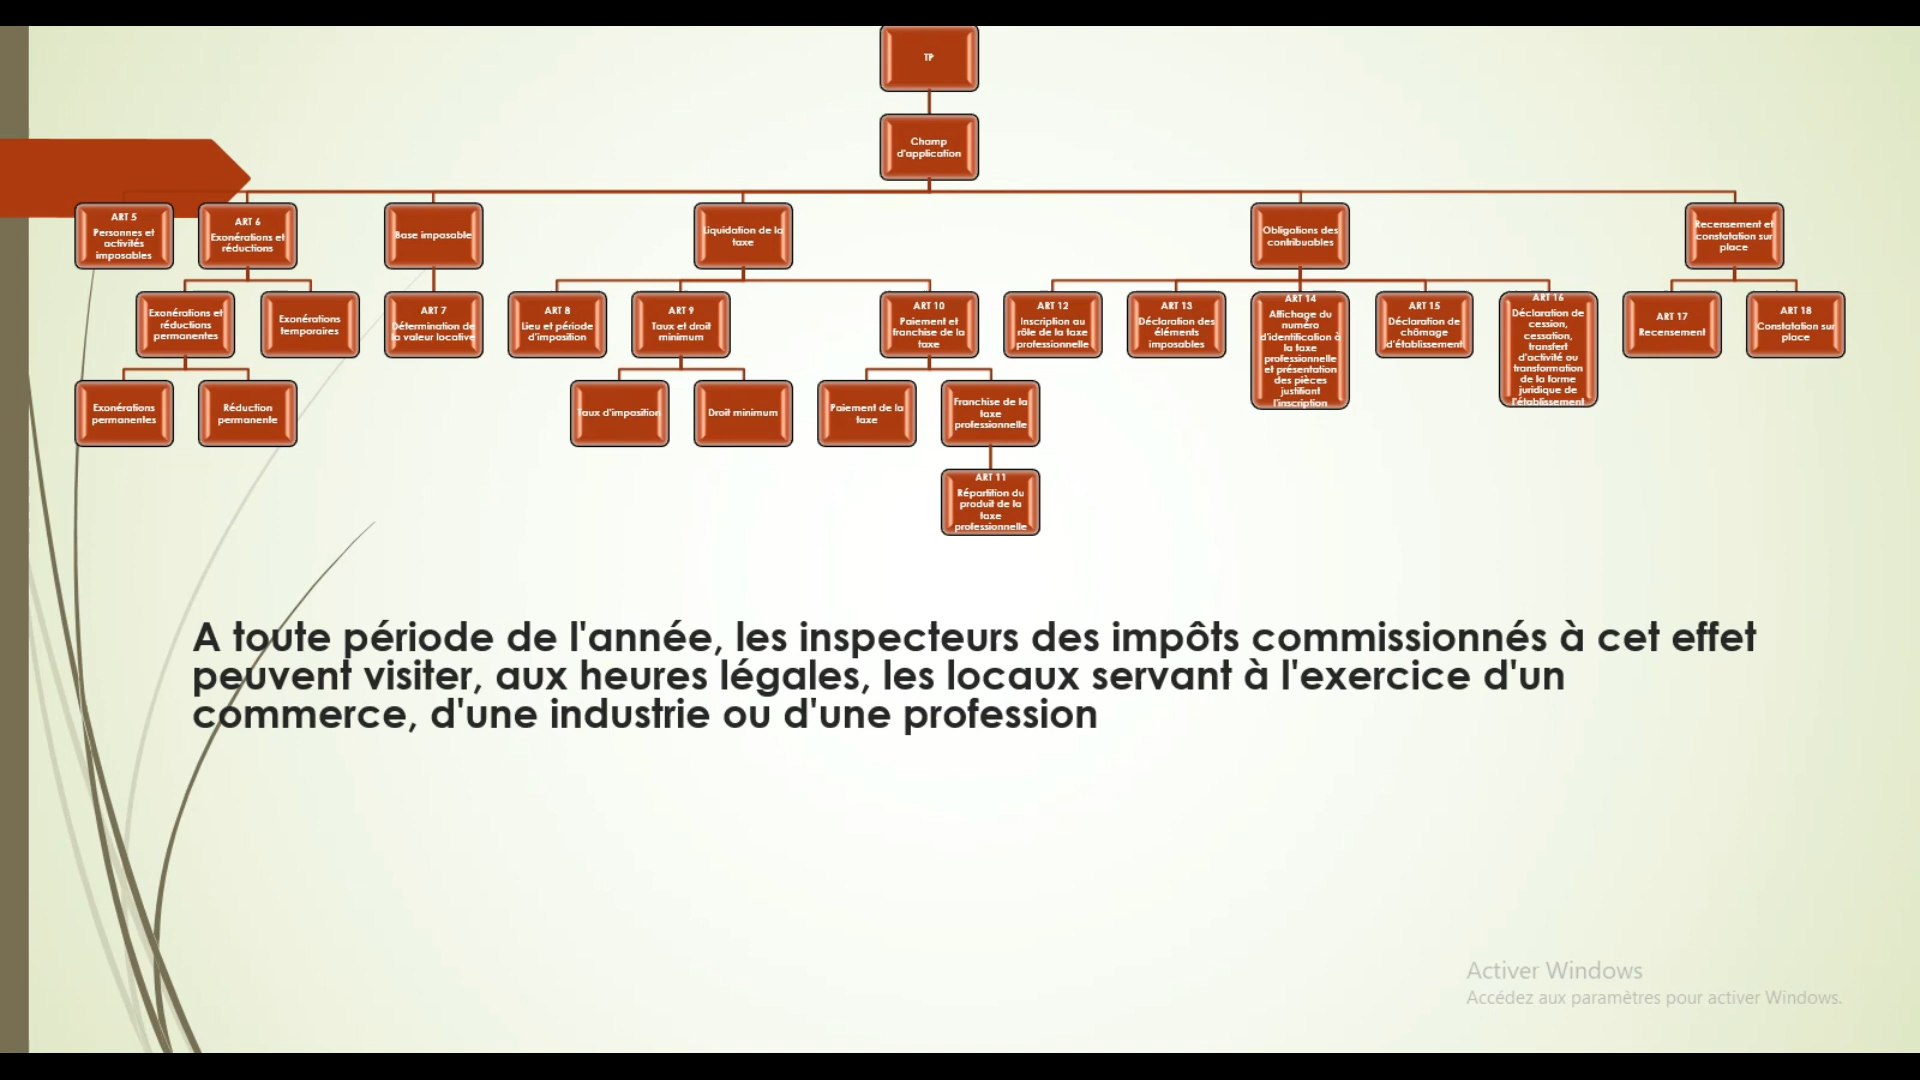 TP
Champ
d'application
ART 5
Personnes et
activités
imposables
ART 6
Exonérations et
réductions
Base imposable
Liquidation de la
taxe
Obligations des
contribuables
Recensement et
constatation sur
place
Exonérations et
réductions
permanentes
Exonérations
temporaires
ART 7
Détermination de
la valeur locative
ART 8
Lieu et période
d'imposition
ART 9
Taux et droit
minimum
ART 10
Paiement et
franchise de la
taxe
ART 12
Inscription au
rôle de la taxe
professionnelle
ART 13
Déclaration des
éléments
imposables
ART 14
Affichage du
numéro
d'identification à
la taxe
professionnelle
et présentation
des pièces
justifiant
l'inscription
ART 15
Déclaration de
chômage
d'établissement
ART 16
Déclaration de
cession,
cessation,
transfert
d'activité ou
transformation
de la forme
juridique de
l'établissement
ART 17
Recensement
ART 18
Constatation sur
place
Exonérations
permanentes
Réduction
permanente
Taux d'imposition
Droit minimum
Paiement de la
taxe
Franchise de la
taxe
professionnelle
ART 11
Répartition du
produit de la
taxe
professionnelle
A toute période de l'année, les inspecteurs des impôts commissionnés à cet effet
peuvent visiter, aux heures légales, les locaux servant à l'exercice d'un
commerce, d'une industrie ou d'une profession
Activer Windows
Accédez aux paramètres pour activer Windows.